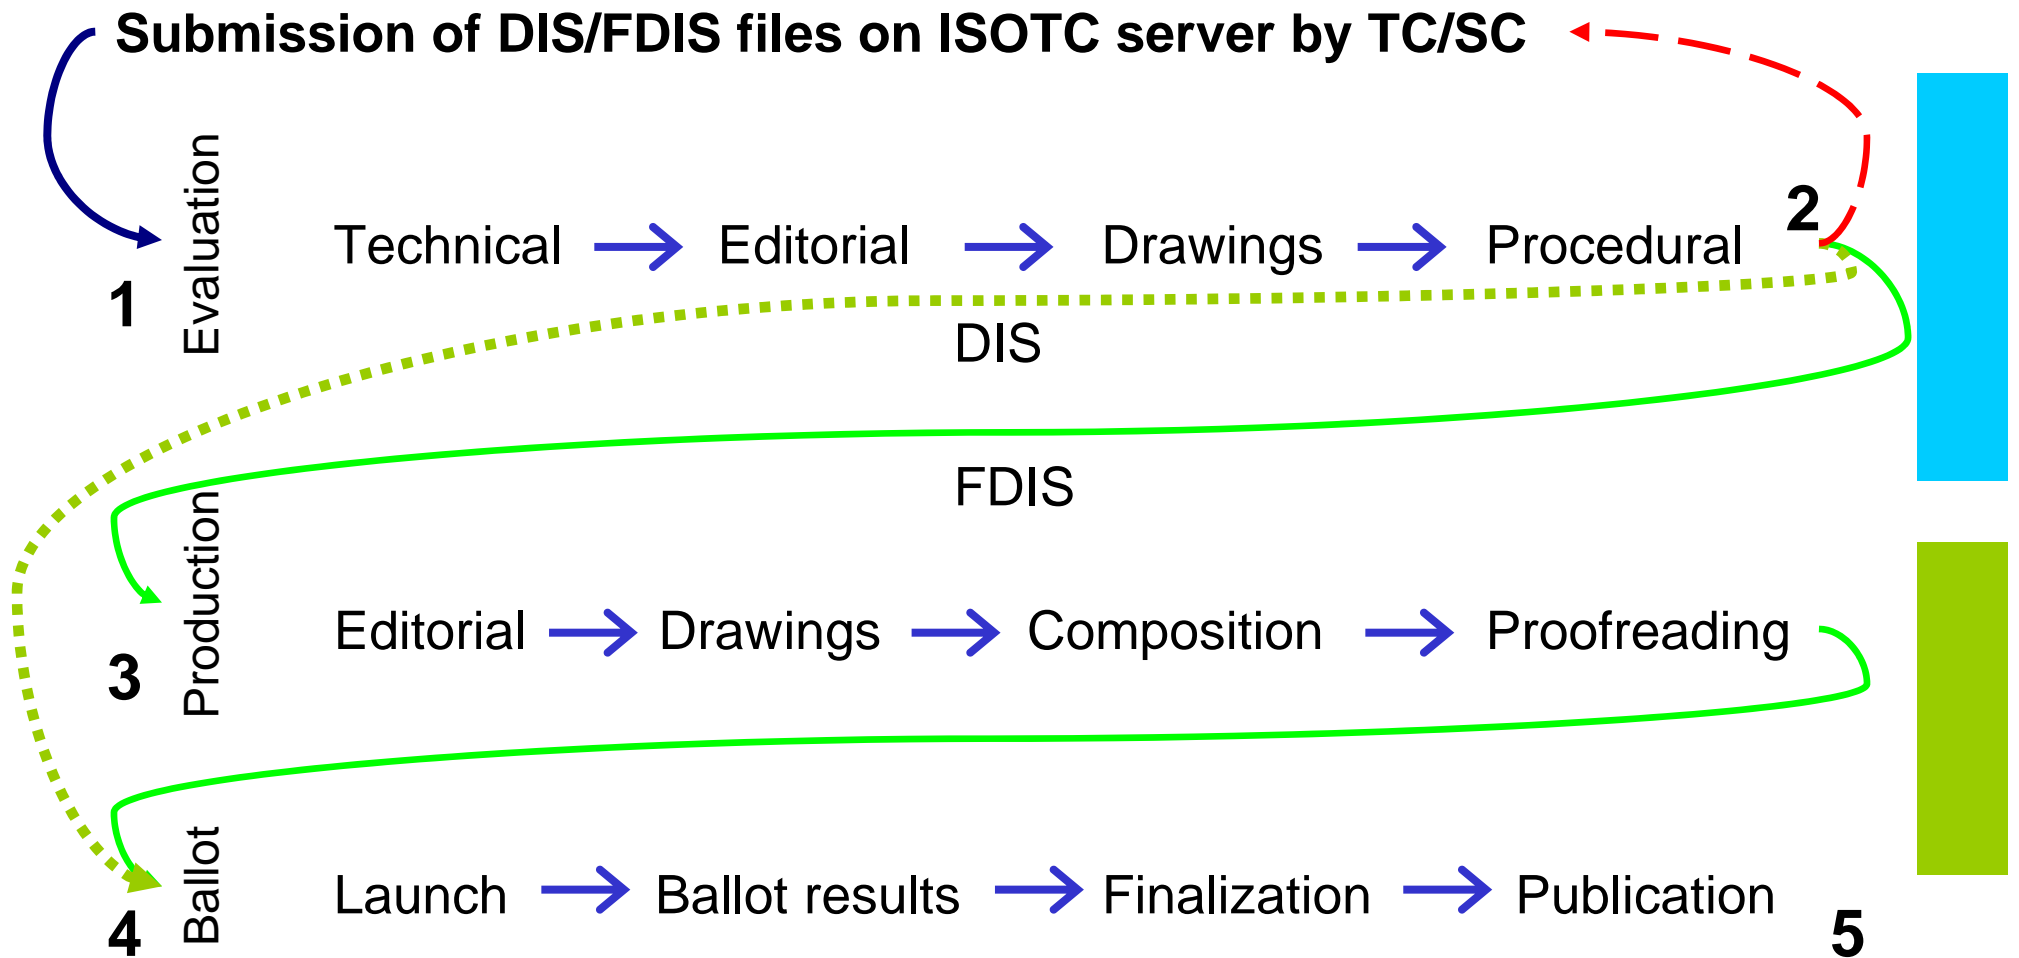 Submission of DIS/FDIS files on ISOTC server by TC/SC
1
Evaluation
Technical
Editorial
Drawings
Procedural
2
DIS
FDIS
3
Production
Editorial
Drawings
Composition
Proofreading
4
Ballot
Launch
Ballot results
Finalization
Publication
5